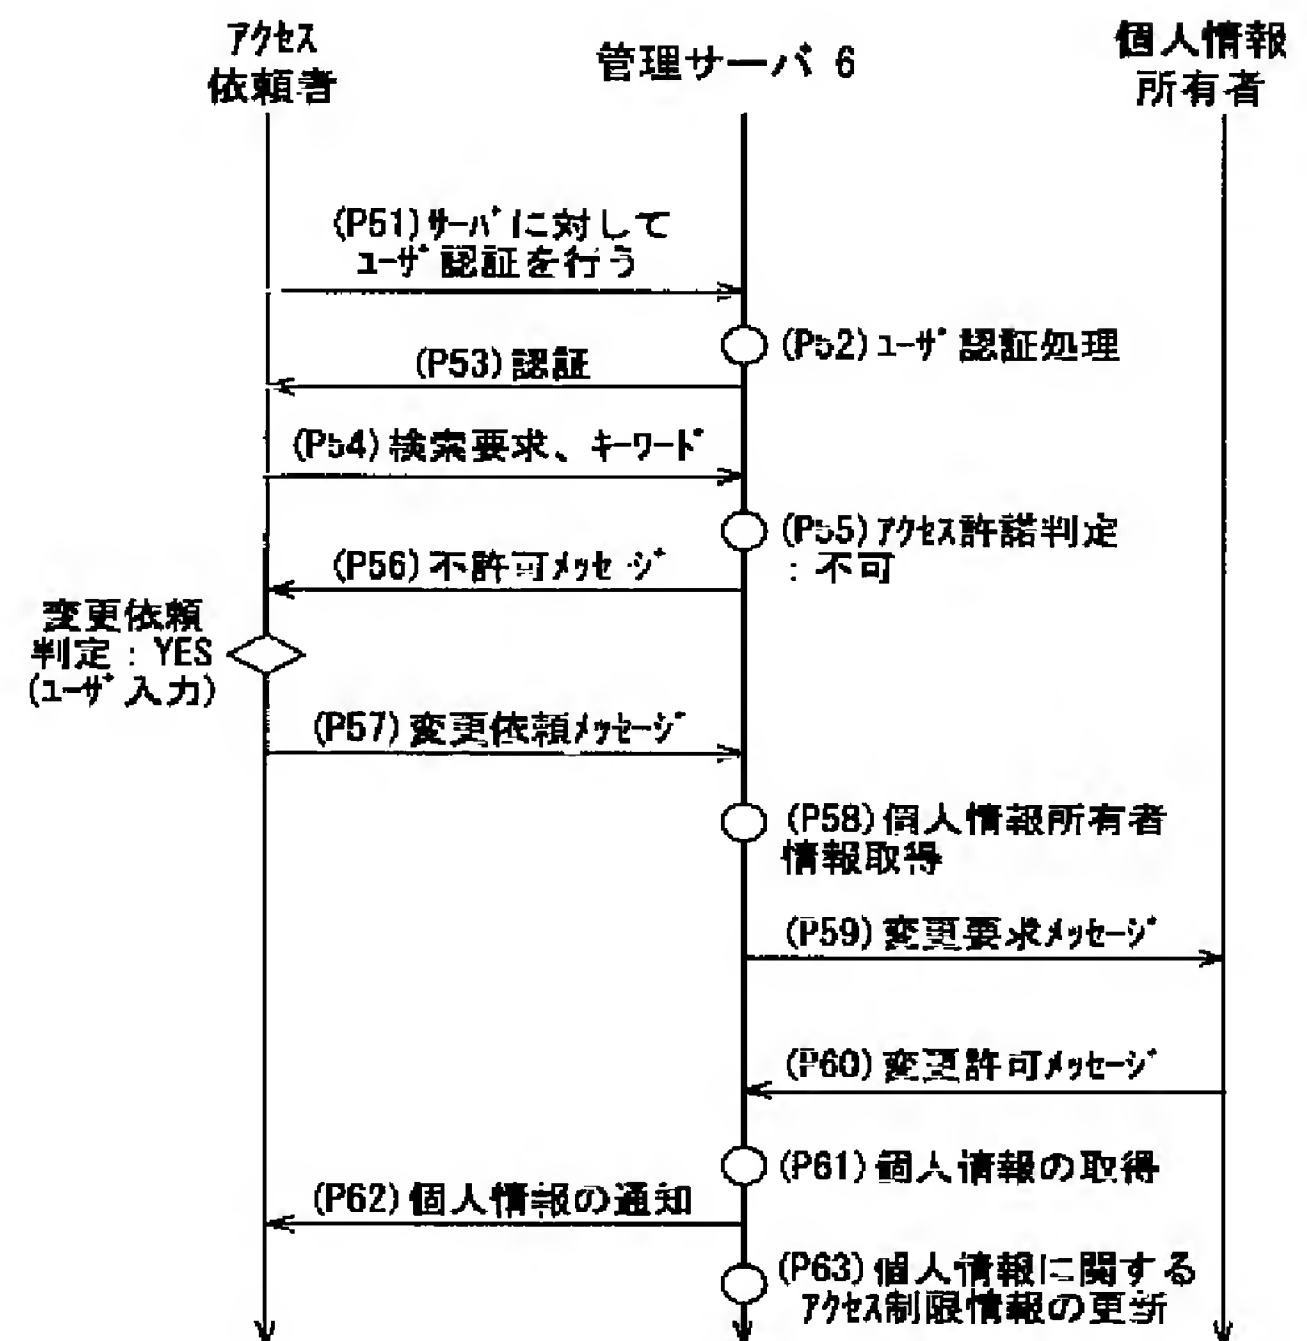 アクセス
依頼者
管理サーバ 6
個人情報
所有者
(P51)サーバに対して
ユーザ認証を行う
(P52)ユーザ認証処理
(P53)認証
(P54)検索要求、キーワード
(P55)アクセス許諾判定
:不可
(P56)不許可メッセージ
変更依頼
判定:YES
(ユーザ入力)
(P57)変更依頼メッセージ
(P58)個人情報所有者
情報取得
(P59)変更要求メッセージ
(P60)変更許可メッセージ
(P61)個人情報の取得
(P62)個人情報の通知
(P63)個人情報に関する
アクセス制限情報の更新